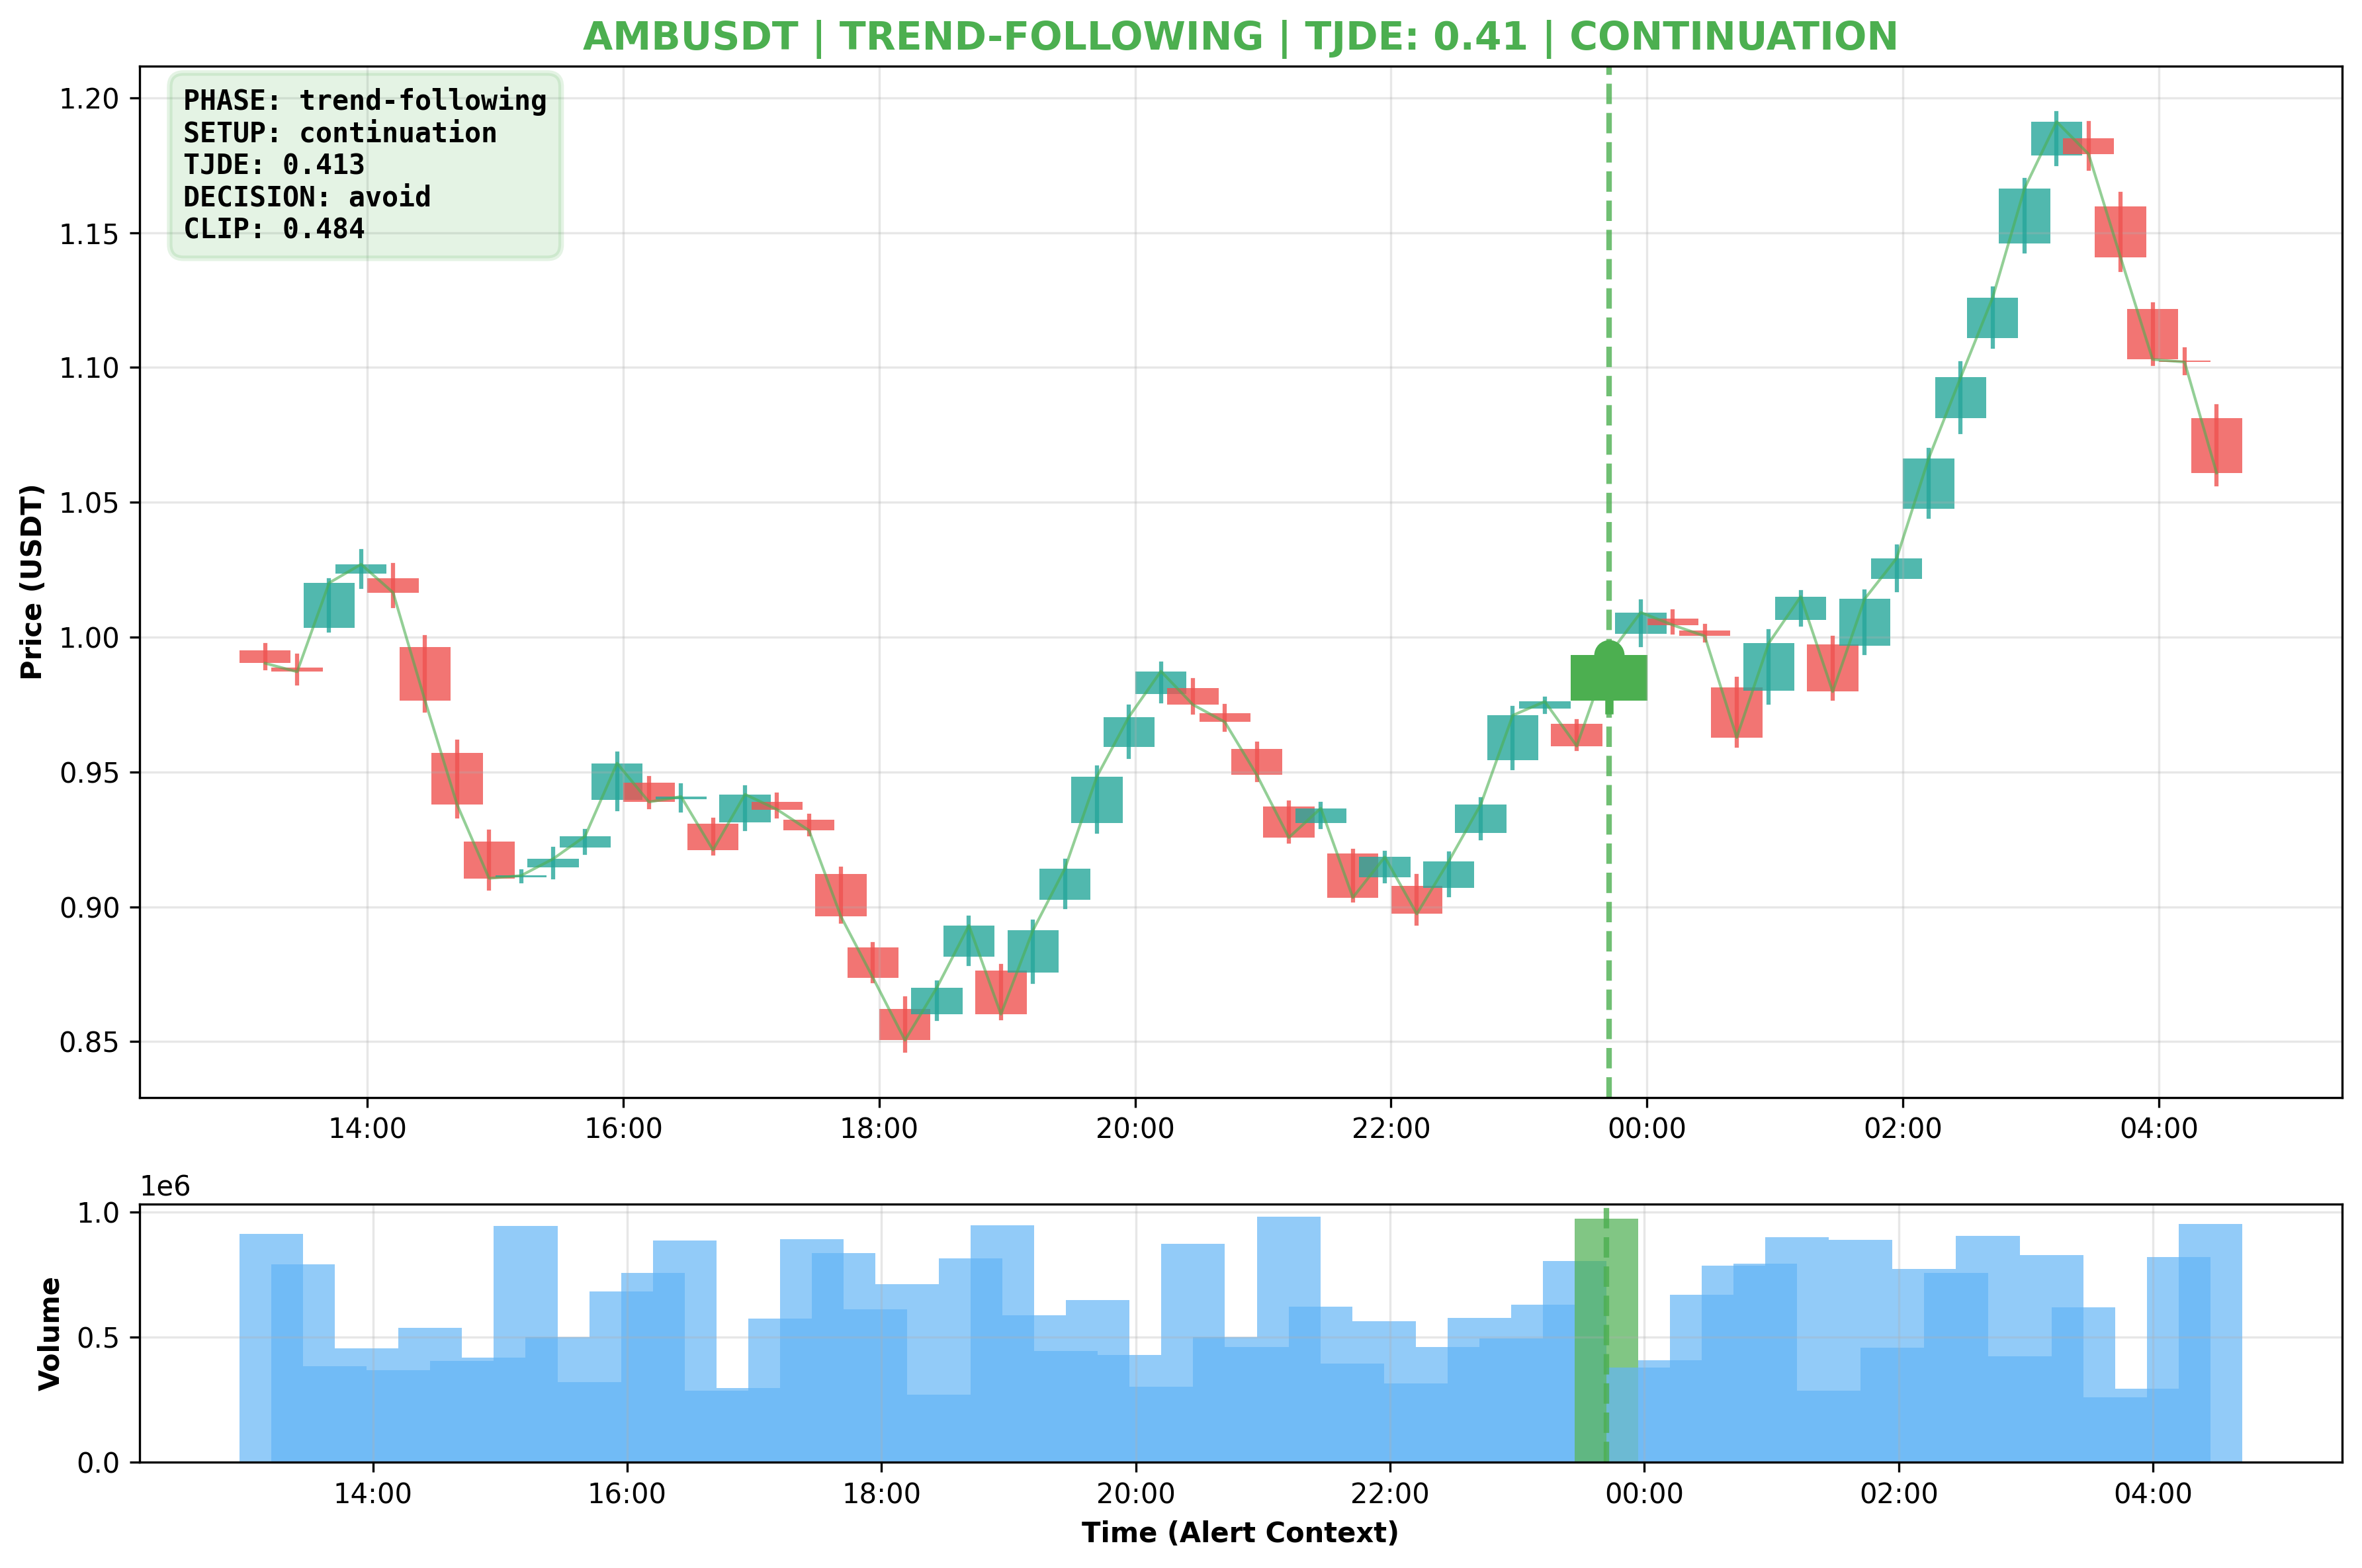 AMBUSDT | TREND-FOLLOWING | TJDE: 0.41 | CONTINUATION
PHASE: trend-following
SETUP: continuation
TJDE: 0.413
DECISION: avoid
CLIP: 0.484
Price (USDT)
1.20
1.15
1.10
1.05
1.00
0.95
0.90
0.85
14:00 16:00 18:00 20:00 22:00 00:00 02:00 04:00
1e6
Volume
1.0
0.5
0.0
14:00 16:00 18:00 20:00 22:00 00:00 02:00 04:00
Time (Alert Context)